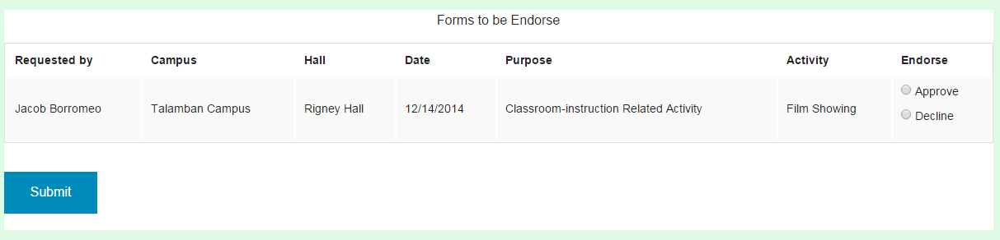 Forms to be Endorse
Requested by Campus Hall Date Purpose Activity Endorse
Jacob Borromeo Talamban Campus Rigney Hall 12/14/2014 Classroom-instruction Related Activity Film Showing Approve
Decline
Submit